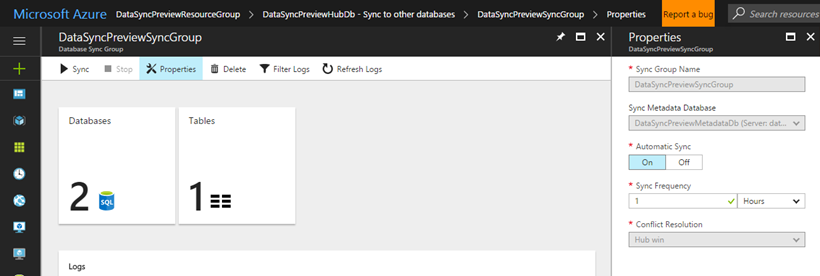 Microsoft Azure DataSyncPreviewResourceGroup > DataSyncPreviewHubDb - Sync to other databases > DataSyncPreviewSyncGroup > Properties Report a bug Search resources
DataSyncPreviewSyncGroup
Database Sync Group
Sync Stop Properties Delete Filter Logs Refresh Logs
Databases
2
SQL
Tables
1
Logs
Properties
DataSyncPreviewSyncGroup
* Sync Group Name
DataSyncPreviewSyncGroup
Sync Metadata Database
DataSyncPreviewMetadataDb (Server: dat...
* Automatic Sync
On Off
* Sync Frequency
1 Hours
* Conflict Resolution
Hub win